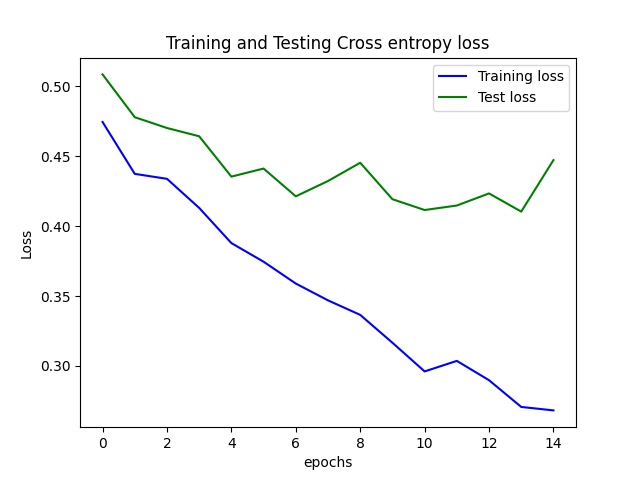 Training and Testing Cross entropy loss
Training loss
Test loss
0.50
0.45
0.40
0.35
0.30
Loss
0 2 4 6 8 10 12 14
epochs